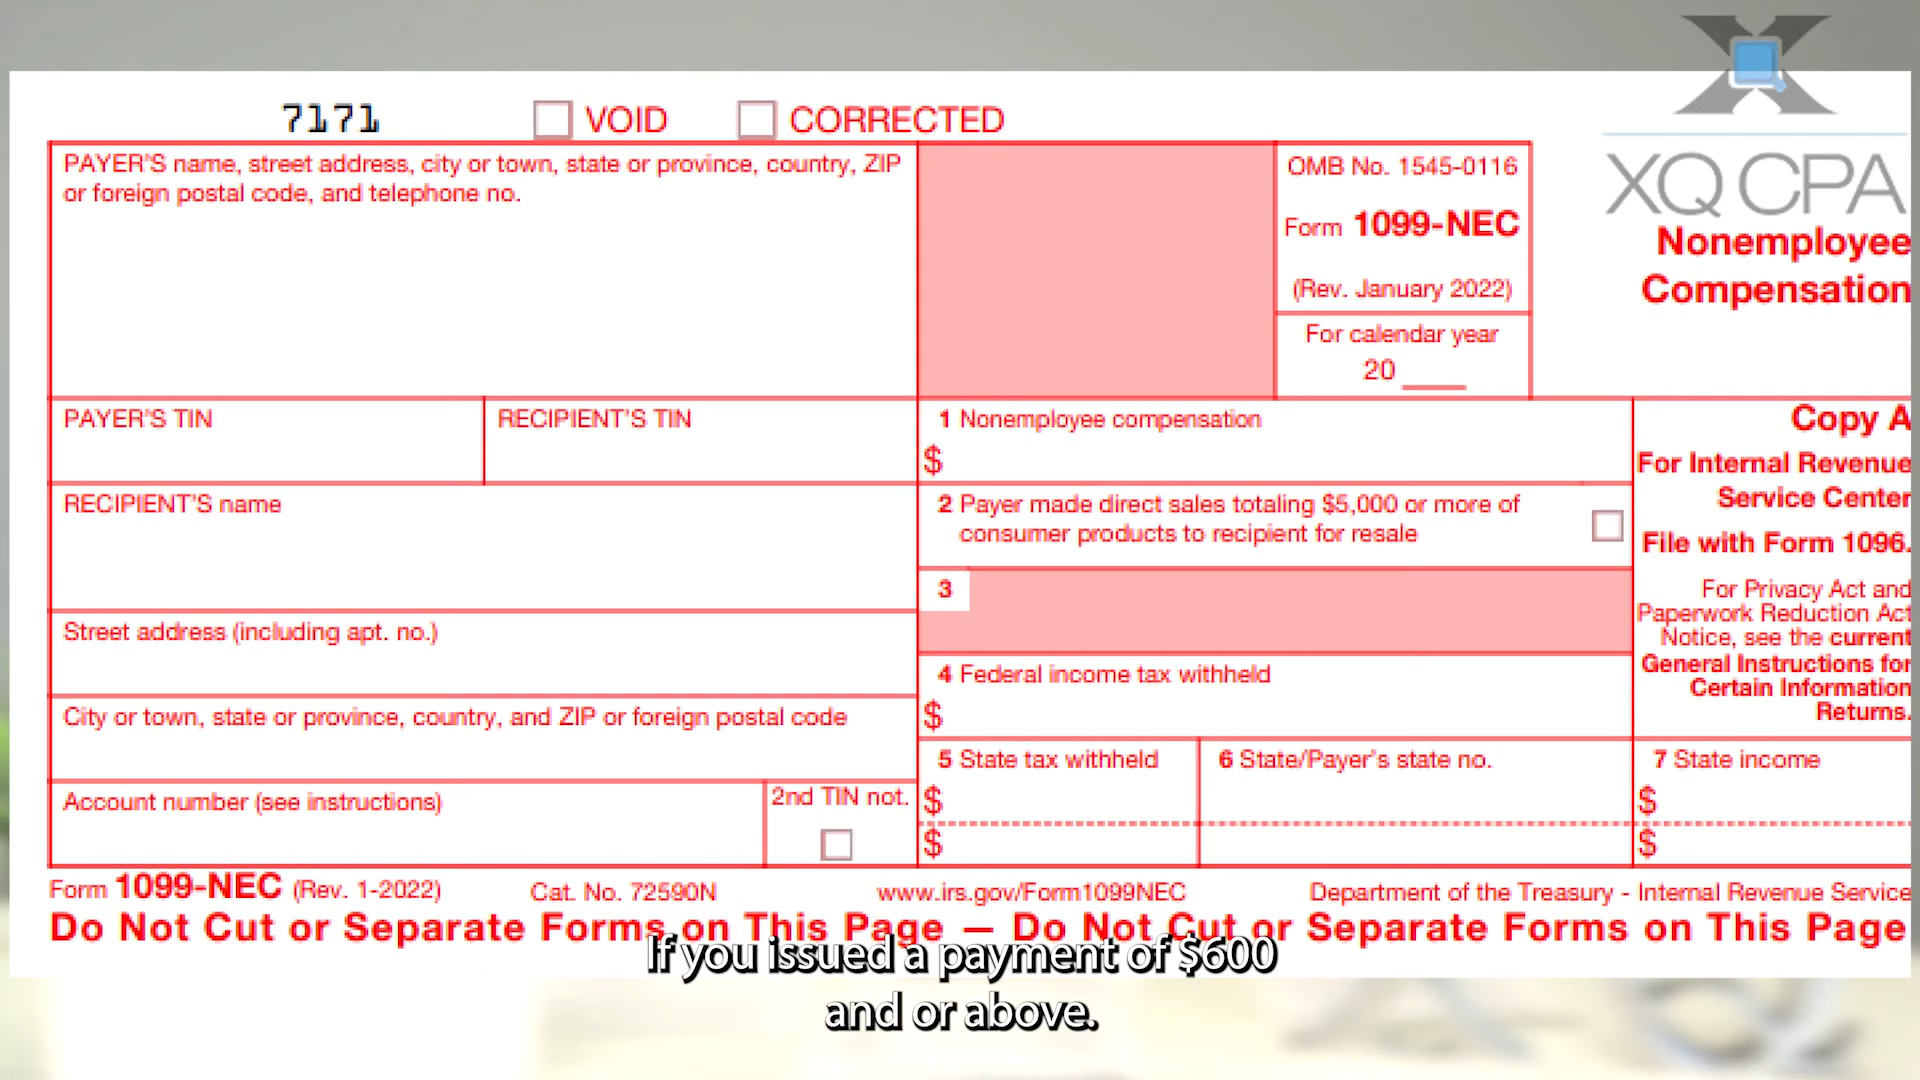 7171 VOID CORRECTED
PAYER'S name, street address, city or town, state or province, country, ZIP
or foreign postal code, and telephone no.
OMB No. 1545-0116
Form 1099-NEC
(Rev. January 2022)
For calendar year
20
XQ CPA
Nonemployee
Compensation
PAYER'S TIN
RECIPIENT'S TIN
1 Nonemployee compensation
$
Copy A
For Internal Revenue
Service Center
File with Form 1096.
For Privacy Act and
Paperwork Reduction Act
Notice, see the current
General Instructions for
Certain Information
Returns.
RECIPIENT'S name
2 Payer made direct sales totaling $5,000 or more of
consumer products to recipient for resale
3
Street address (including apt. no.)
4 Federal income tax withheld
$
City or town, state or province, country, and ZIP or foreign postal code
5 State tax withheld
$
$
6 State/Payer's state no.
7 State income
$
$
Account number (see instructions)
2nd TIN not.
Form 1099-NEC (Rev. 1-2022) Cat. No. 72590N www.irs.gov/Form1099NEC Department of the Treasury - Internal Revenue Service
Do Not Cut or Separate Forms on This Page — Do Not Cut or Separate Forms on This Page
If you issued a payment of $600
and or above.